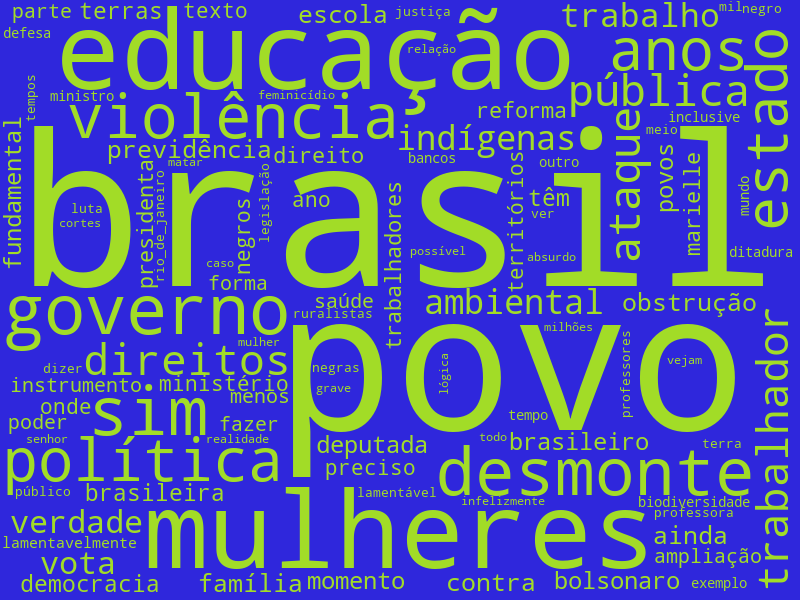 parte terras texto escola justiça trabalho mil negro
defesa educação relação anos estado
tempos ministro feminicídio pública
violência reforma inclusive
fundamental previdência direito indígenas ataque meio
matar bancos outro povos marielle
brasil
presidenta rio_de_janeiro legislação negros ano trabalhadores territórios têm ver mundo
luta cortes
caso forma possível absurdo ditadura
governo saúde ambiental obstrução
ruralistas povo milhões trabalhador
mulher
dizer direitos negras lógica professores vejam
instrumento ministério grave
onde sim menos
poder fazer tempo
senhor realidade deputada todo brasileiro terra
política preciso desmonte
público brasileira lamentável infelizmente biodiversidade
verdade mulheres professora
lamentavelmente ainda
vota ampliação
democracia família momento contra bolsonaro exemplo